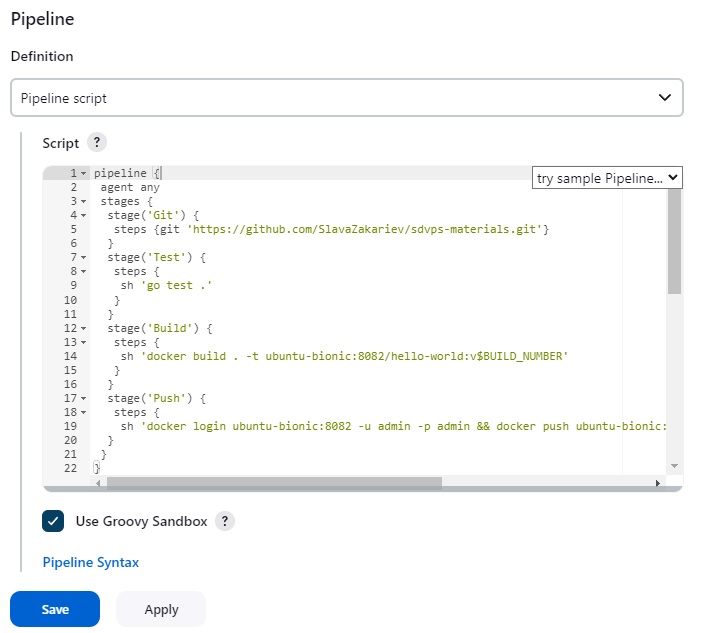 Pipeline
Definition
Pipeline script
Script ?
try sample Pipeline...
1 pipeline {
2 agent any
3 stages {
4 stage('Git') {
5 steps {git 'https://github.com/SlavaZakariev/sdvps-materials.git'}
6 }
7 stage('Test') {
8 steps {
9 sh 'go test .'
10 }
11 }
12 stage('Build') {
13 steps {
14 sh 'docker build . -t ubuntu-bionic:8082/hello-world:v$BUILD_NUMBER'
15 }
16 }
17 stage('Push') {
18 steps {
19 sh 'docker login ubuntu-bionic:8082 -u admin -p admin && docker push ubuntu-bionic:
20 }
21 }
22 }
Use Groovy Sandbox ?
Pipeline Syntax
Save Apply